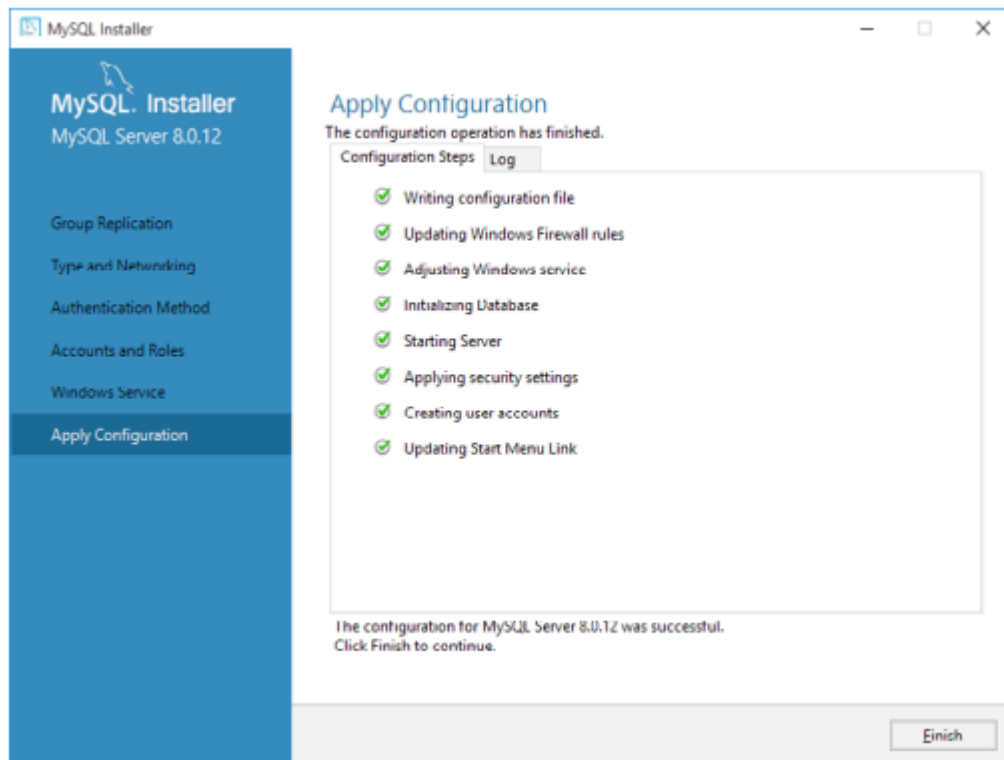 MySQL Installer
MySQL. Installer
MySQL Server 8.0.12
Group Replication
Type and Networking
Authentication Method
Accounts and Roles
Windows Service
Apply Configuration
Apply Configuration
The configuration operation has finished.
Configuration Steps Log
Writing configuration file
Updating Windows Firewall rules
Adjusting Windows service
Initializing Database
Starting Server
Applying security settings
Creating user accounts
Updating Start Menu Link
The configuration for MySQL Server 8.0.12 was successful.
Click Finish to continue.
Finish